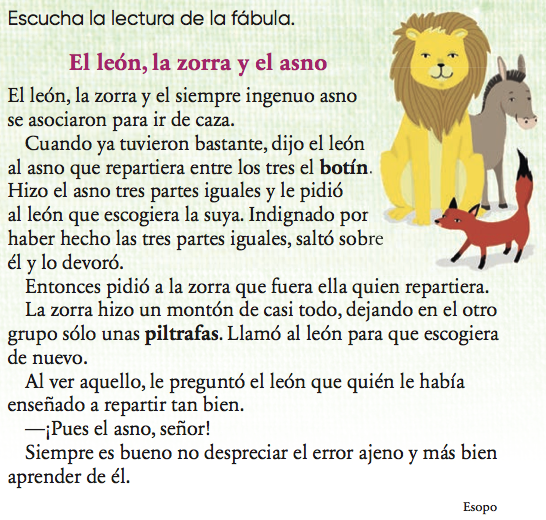 Escucha la lectura de la fábula.
El león, la zorra y el asno
El león, la zorra y el siempre ingenuo asno
se asociaron para ir de caza.
Cuando ya tuvieron bastante, dijo el león
al asno que repartiera entre los tres el botín.
Hizo el asno tres partes iguales y le pidió
al león que escogiera la suya. Indignado por
haber hecho las tres partes iguales, saltó sobre
él y lo devoró.
Entonces pidió a la zorra que fuera ella quien repartiera.
La zorra hizo un montón de casi todo, dejando en el otro
grupo sólo unas piltrafas. Llamó al león para que escogiera
de nuevo.
Al ver aquello, le preguntó el león que quién le había
enseñado a repartir tan bien.
—¡Pues el asno, señor!
Siempre es bueno no despreciar el error ajeno y más bien
aprender de él.
Esopo